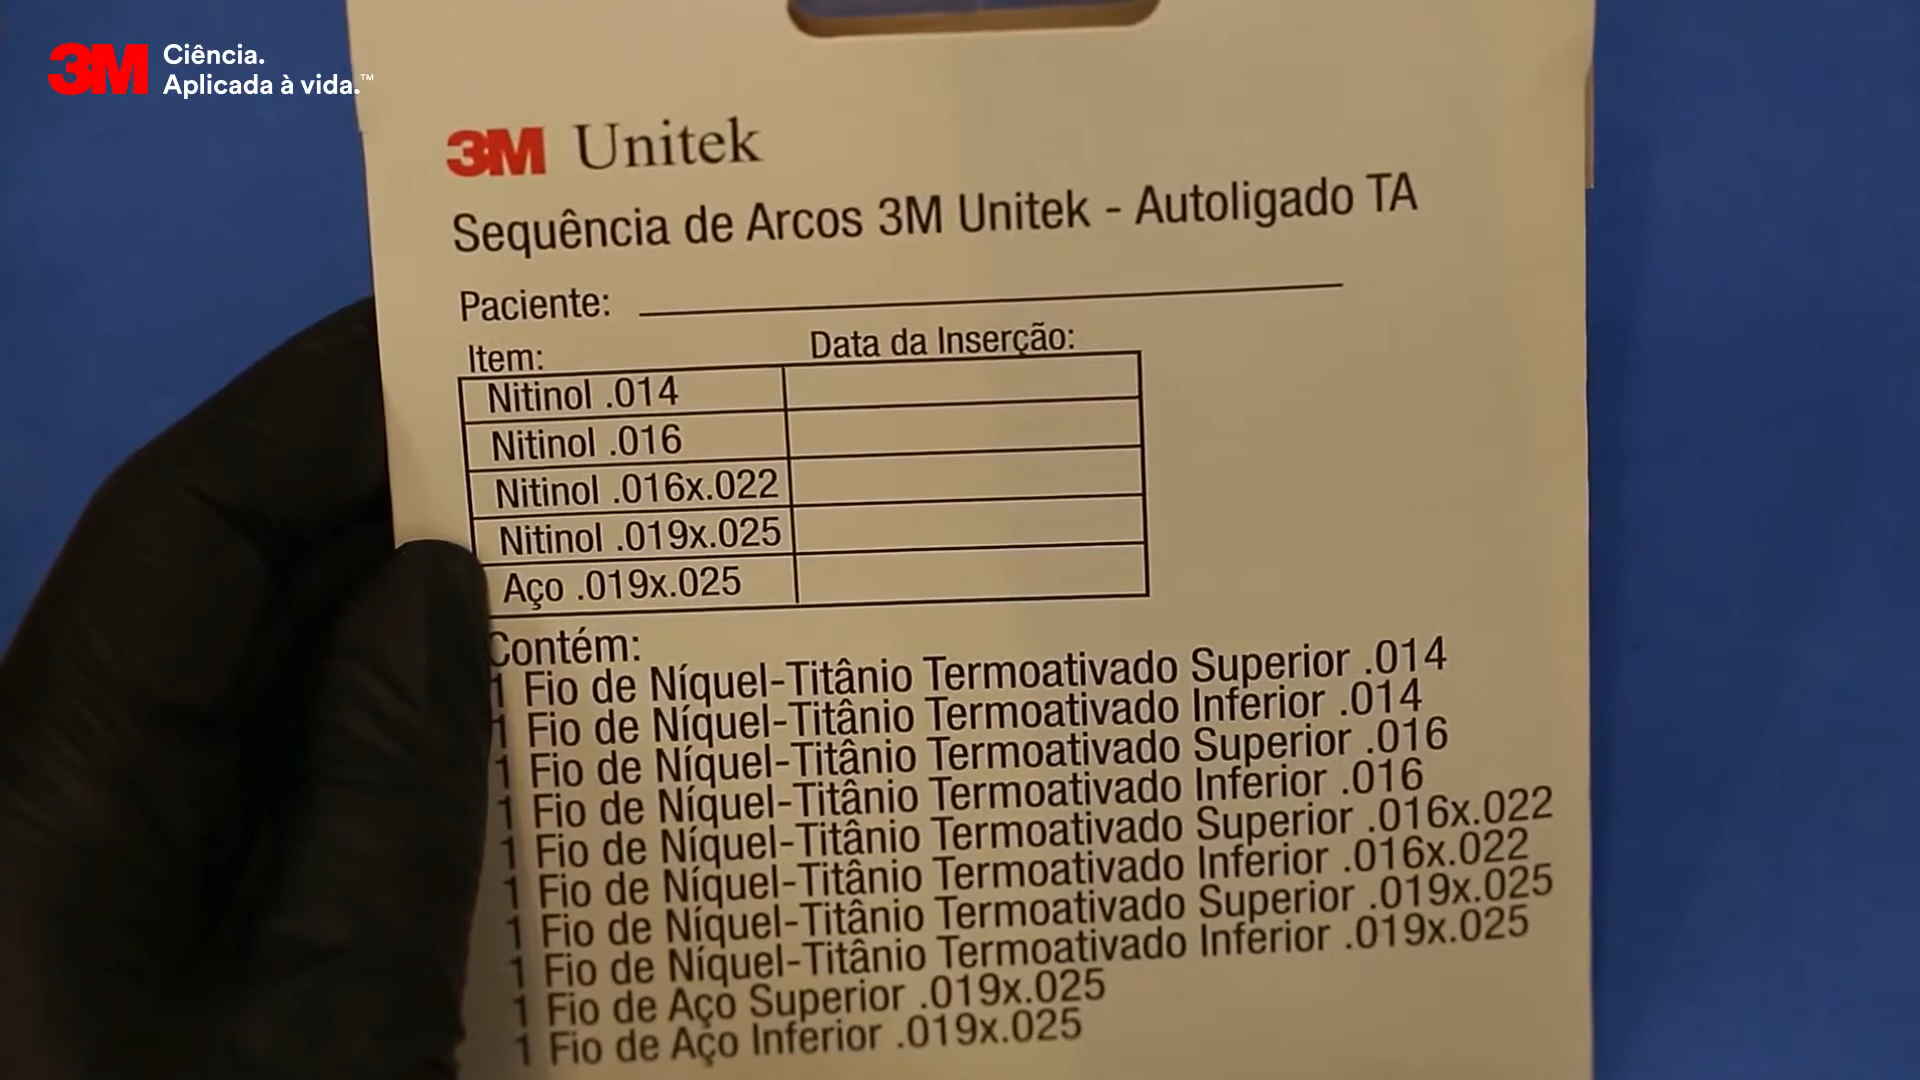 3M Ciência.
Aplicada à vida.™
3M Unitek
Sequência de Arcos 3M Unitek - Autoligado TA
Paciente:
Item: Data da Inserção:
Nitinol .014
Nitinol .016
Nitinol .016x.022
Nitinol .019x.025
Aço .019x.025
Contém:
1 Fio de Níquel-Titânio Termoativado Superior .014
1 Fio de Níquel-Titânio Termoativado Inferior .014
1 Fio de Níquel-Titânio Termoativado Superior .016
1 Fio de Níquel-Titânio Termoativado Inferior .016
1 Fio de Níquel-Titânio Termoativado Superior .016x.022
1 Fio de Níquel-Titânio Termoativado Inferior .016x.022
1 Fio de Níquel-Titânio Termoativado Superior .019x.025
1 Fio de Níquel-Titânio Termoativado Inferior .019x.025
1 Fio de Aço Superior .019x.025
1 Fio de Aço Inferior .019x.025